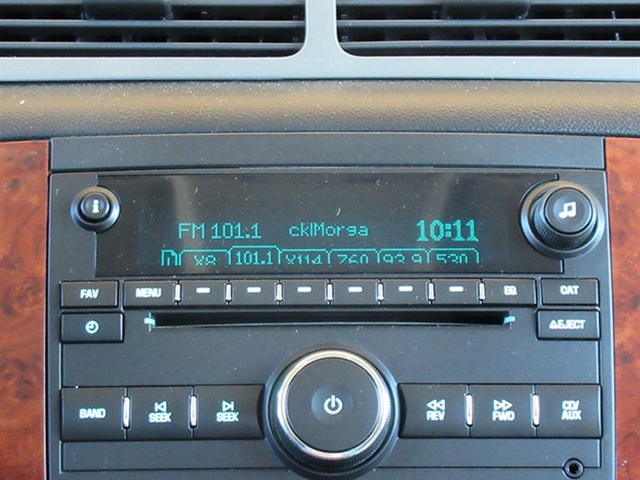 FM 101.1 cklMorga 10:11
X8 101.1 X114 760 93.9 530
FAV MENU EQ CAT
EJECT
BAND SEEK SEEK REV FWD CD/
AUX